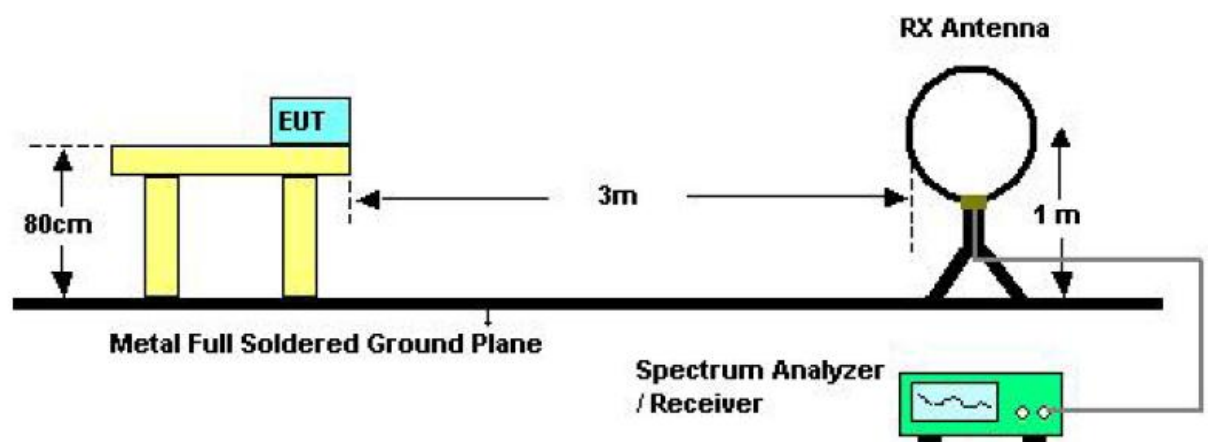 RX Antenna
EUT
80cm
3m
1 m
Metal Full Soldered Ground Plane
Spectrum Analyzer
/ Receiver